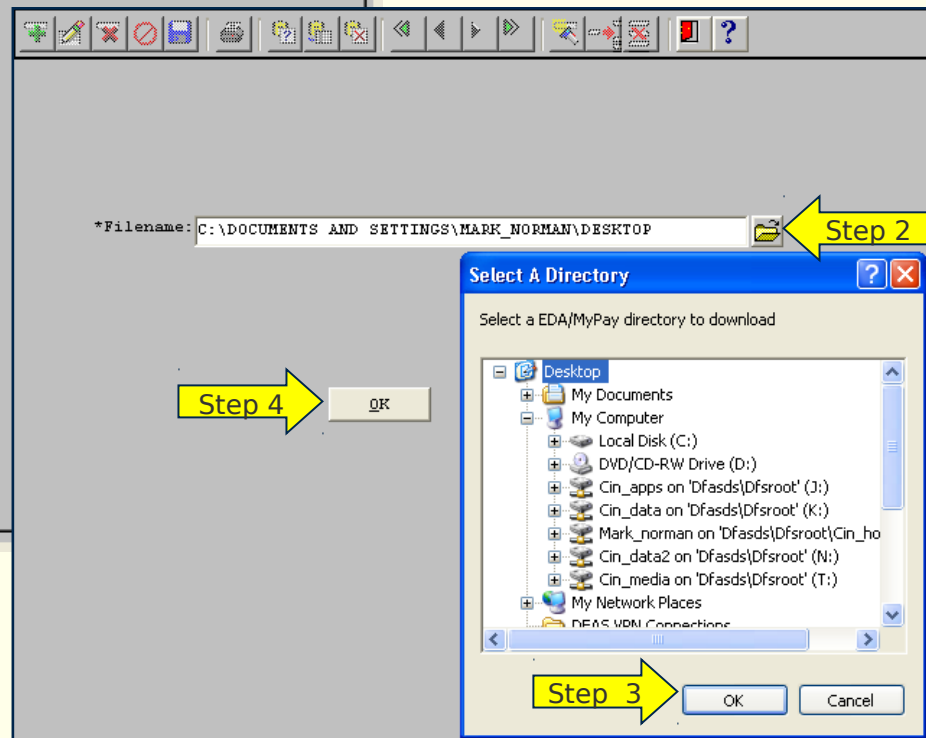 ?
*Filename: C:\DOCUMENTS AND SETTINGS\MARK_NORMAN\DESKTOP
Step 2
Select A Directory
?
Select a EDA/MyPay directory to download
Desktop
My Documents
My Computer
Local Disk (C:)
DVD/CD-RW Drive (D:)
Cin_apps on 'Dfasds\Dfsroot' (J:)
Cin_data on 'Dfasds\Dfsroot' (K:)
Mark_norman on 'Dfasds\Dfsroot\Cin_ho
Cin_data2 on 'Dfasds\Dfsroot' (N:)
Cin_media on 'Dfasds\Dfsroot' (T:)
My Network Places
VPN Connections
Step 4
OK
Step 3
OK
Cancel